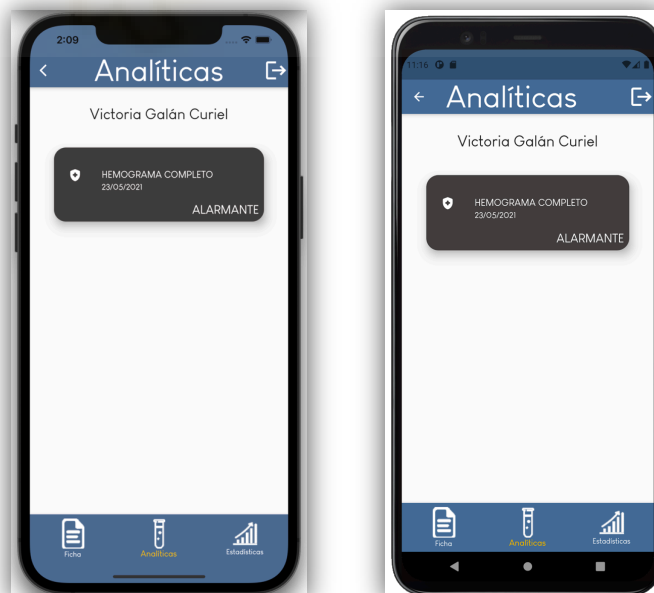 2:09
Analíticas
Victoria Galán Curiel
HEMOGRAMA COMPLETO
23/05/2021
ALARMANTE
Ficha
Analíticas
Estadísticas
11:16
Analíticas
Victoria Galán Curiel
HEMOGRAMA COMPLETO
23/05/2021
ALARMANTE
Ficha
Analíticas
Estadísticas